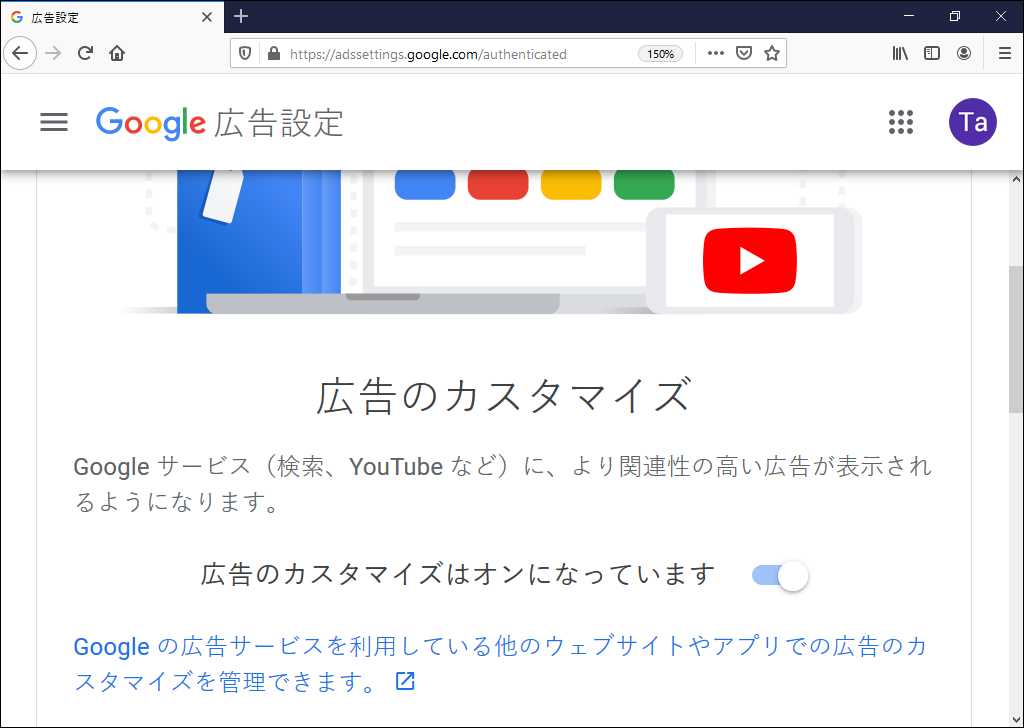 広告設定
https://adssettings.google.com/authenticated
150%
Google 広告設定
Ta
広告のカスタマイズ
Google サービス（検索、YouTube など）に、より関連性の高い広告が表示され
るようになります。
広告のカスタマイズはオンになっています
Google の広告サービスを利用している他のウェブサイトやアプリでの広告のカ
スタマイズを管理できます。